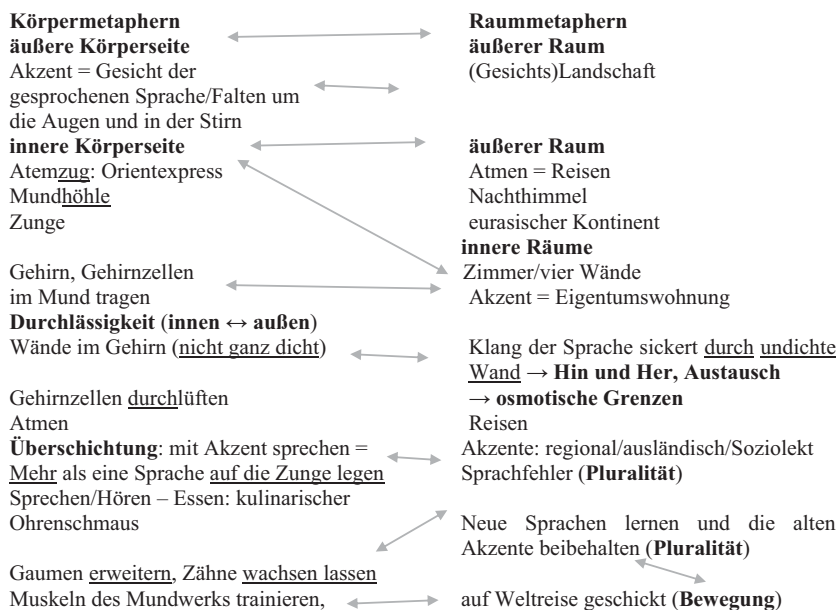 Körpermetaphern
äußere Körperseite
Akzent = Gesicht der
gesprochenen Sprache/Falten um
die Augen und in der Stirn
innere Körperseite
Atemzug: Orientexpress
Mundhöhle
Zunge
Gehirn, Gehirnzellen
im Mund tragen
Durchlässigkeit (innen ↔ außen)
Wände im Gehirn (nicht ganz dicht)
Gehirnzellen durchlüften
Atmen
Überschichtung: mit Akzent sprechen =
Mehr als eine Sprache auf die Zunge legen
Sprechen/Hören – Essen: kulinarischer
Ohrenschmaus
Gaumen erweitern, Zähne wachsen lassen
Muskeln des Mundwerks trainieren,
Raummetaphern
äußerer Raum
(Gesichts)Landschaft
äußerer Raum
Atmen = Reisen
Nachthimmel
eurasischer Kontinent
innere Räume
Zimmer/vier Wände
Akzent = Eigentumswohnung
Klang der Sprache sickert durch undichte
Wand → Hin und Her, Austausch
→ osmotische Grenzen
Reisen
Akzente: regional/ausländisch/Soziolekt
Sprachfehler (Pluralität)
Neue Sprachen lernen und die alten
Akzente beibehalten (Pluralität)
auf Weltreise geschickt (Bewegung)